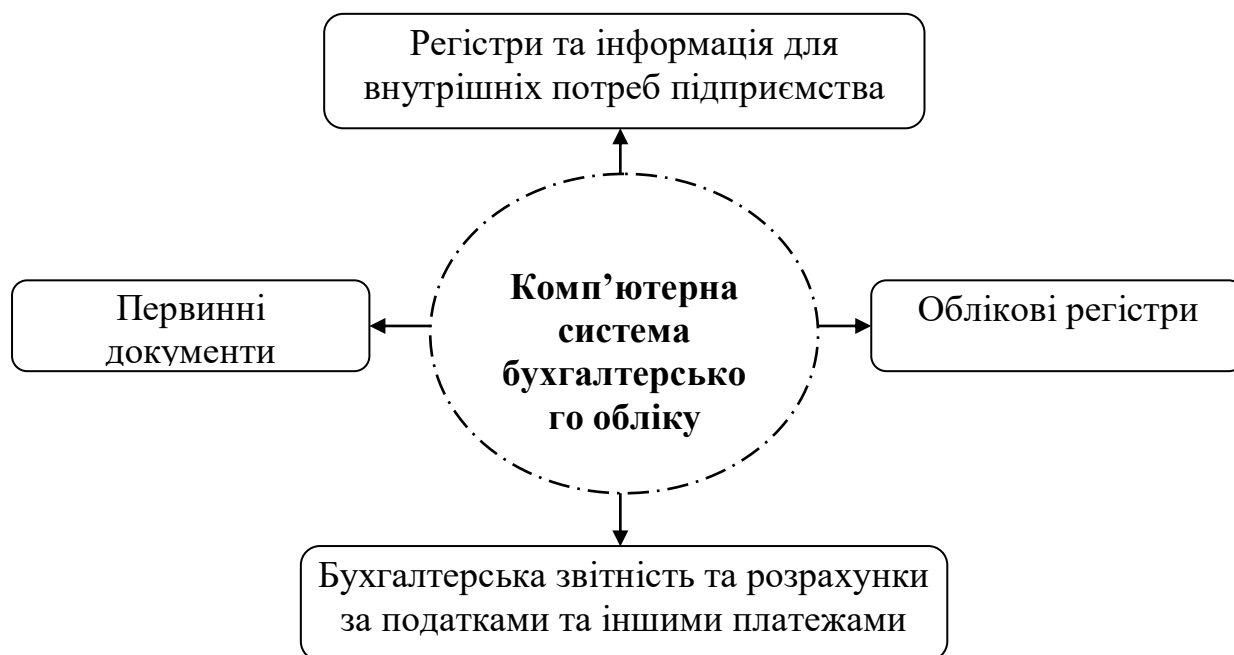 Регістри та інформація для
внутрішніх потреб підприємства
Первинні
документи
Комп’ютерна
система
бухгалтерсько
го обліку
Облікові регістри
Бухгалтерська звітність та розрахунки
за податками та іншими платежами